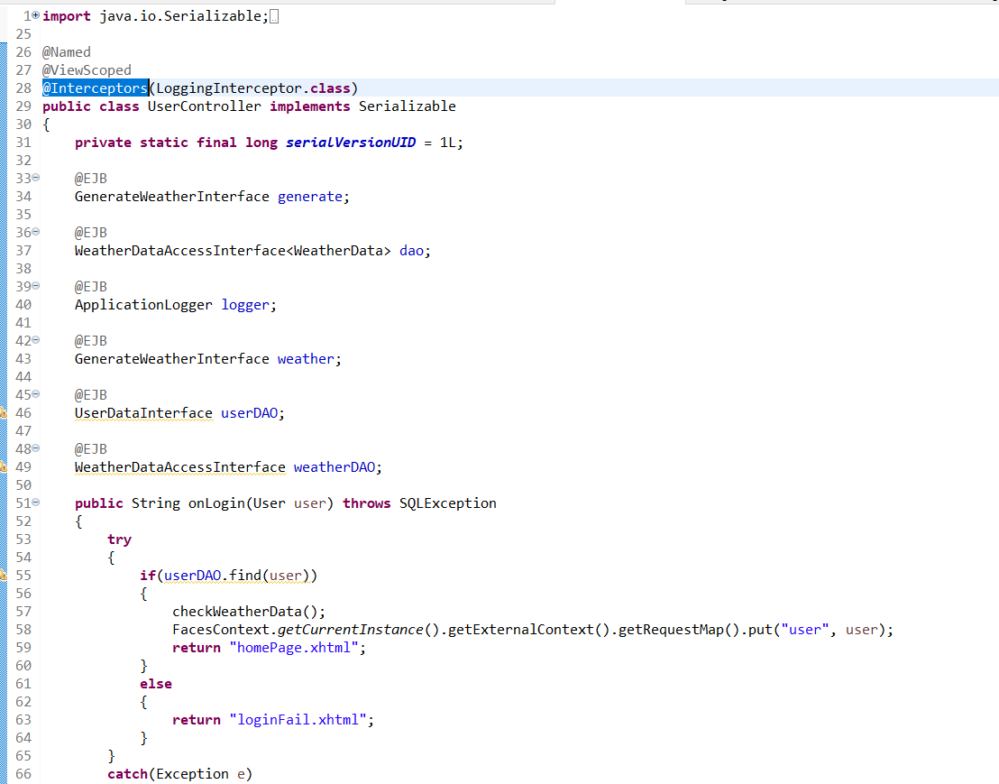 1 import java.io.Serializable;
25
26 @Named
27 @ViewScoped
28 @Interceptors(LoggingInterceptor.class)
29 public class UserController implements Serializable
30 {
31     private static final long serialVersionUID = 1L;
32
33     @EJB
34     GenerateWeatherInterface generate;
35
36     @EJB
37     WeatherDataAccessInterface<WeatherData> dao;
38
39     @EJB
40     ApplicationLogger logger;
41
42     @EJB
43     GenerateWeatherInterface weather;
44
45     @EJB
46     UserDataInterface userDAO;
47
48     @EJB
49     WeatherDataAccessInterface weatherDAO;
50
51     public String onLogin(User user) throws SQLException
52     {
53         try
54         {
55             if(userDAO.find(user))
56             {
57                 checkWeatherData();
58                 FacesContext.getCurrentInstance().getExternalContext().getRequestMap().put("user", user);
59                 return "homePage.xhtml";
60             }
61             else
62             {
63                 return "loginFail.xhtml";
64             }
65         }
66         catch(Exception e)